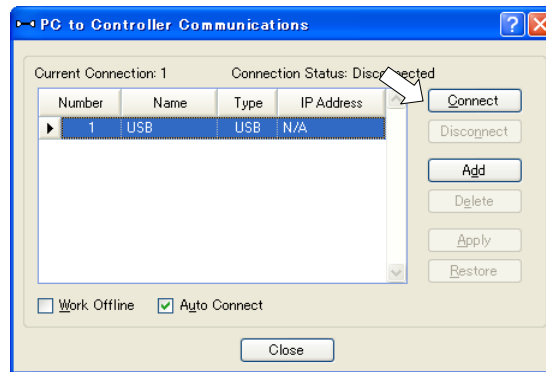 PC to Controller Communications
Current Connection: 1 Connection Status: Disconnected
Number Name Type IP Address
1 USB USB N/A
Connect
Disconnect
Add
Delete
Apply
Restore
Work Offline Auto Connect
Close